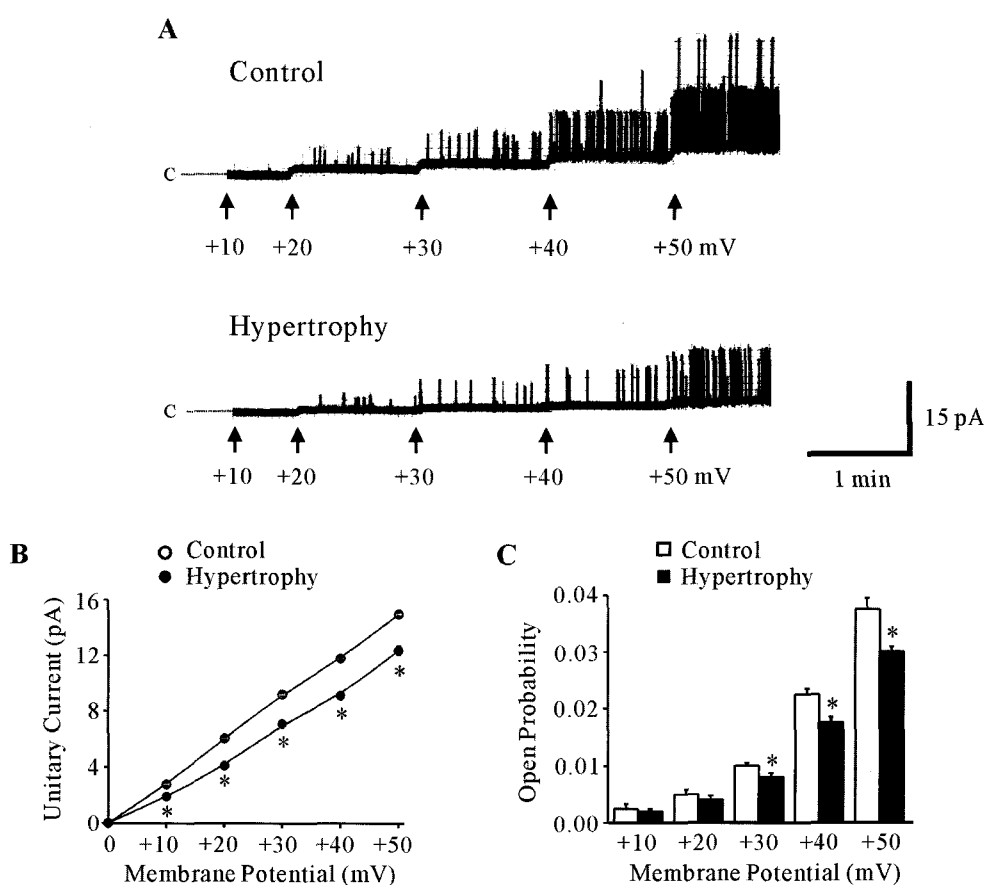 A
Control
C
+10 +20 +30 +40 +50 mV
Hypertrophy
C
+10 +20 +30 +40 +50 mV
15 pA
1 min
B
Control
Hypertrophy
Unitary Current (pA)
16
12
8
4
0
0 +10 +20 +30 +40 +50
Membrane Potential (mV)
* * * * *
C
Control
Hypertrophy
Open Probability
0.04
0.03
0.02
0.01
0.00
* * *
+10 +20 +30 +40 +50
Membrane Potential (mV)